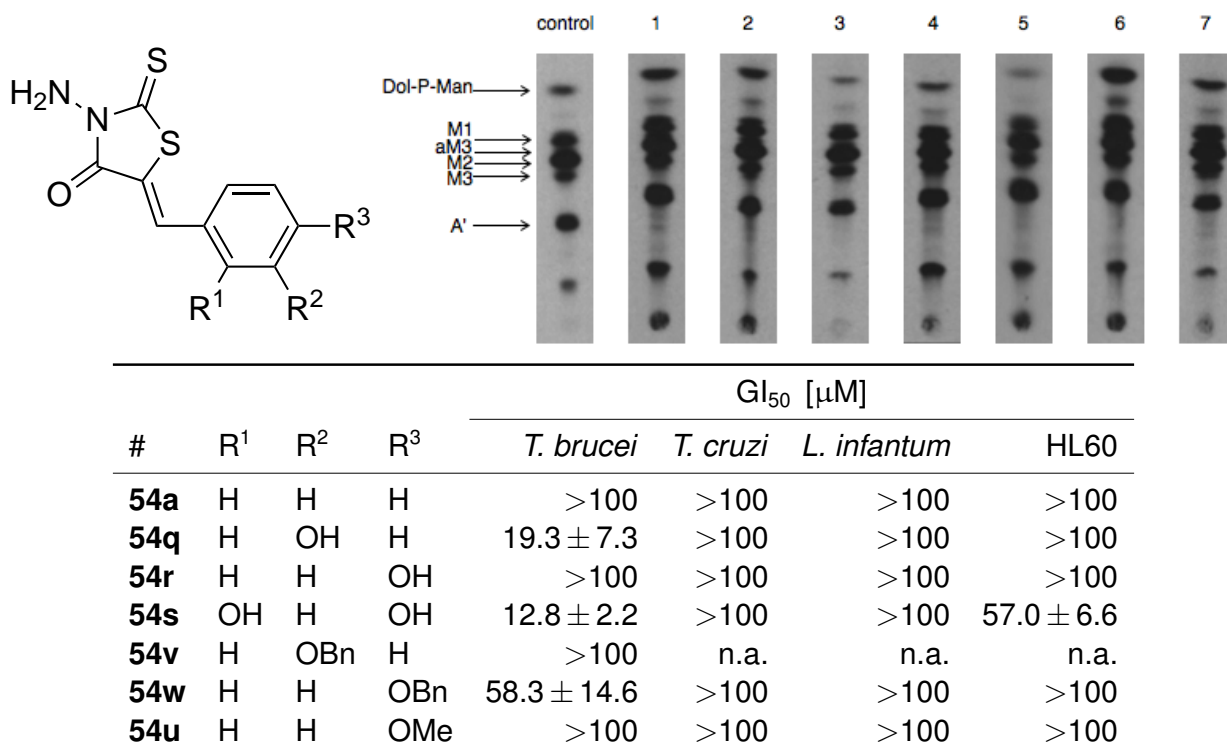 control 1 2 3 4 5 6 7
Dol-P-Man
M1
aM3
M2
M3
A'
S
H₂N
N
S
O
R³
R¹ R²
GI₅₀ [μM]
# R¹ R² R³ T. brucei T. cruzi L. infantum HL60
54a H H H >100 >100 >100 >100
54q H OH H 19.3 ± 7.3 >100 >100 >100
54r H H OH >100 >100 >100 >100
54s OH H OH 12.8 ± 2.2 >100 >100 57.0 ± 6.6
54v H OBn H >100 n.a. n.a. n.a.
54w H H OBn 58.3 ± 14.6 >100 >100 >100
54u H H OMe >100 >100 >100 >100